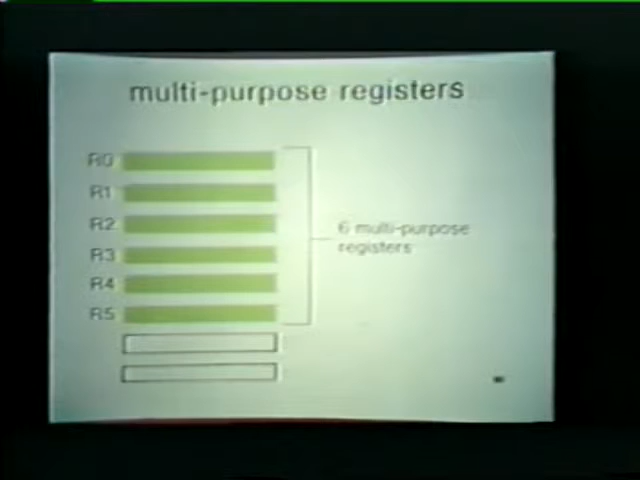 multi-purpose registers
R0
R1
R2
R3
R4
R5
6 multi-purpose
registers